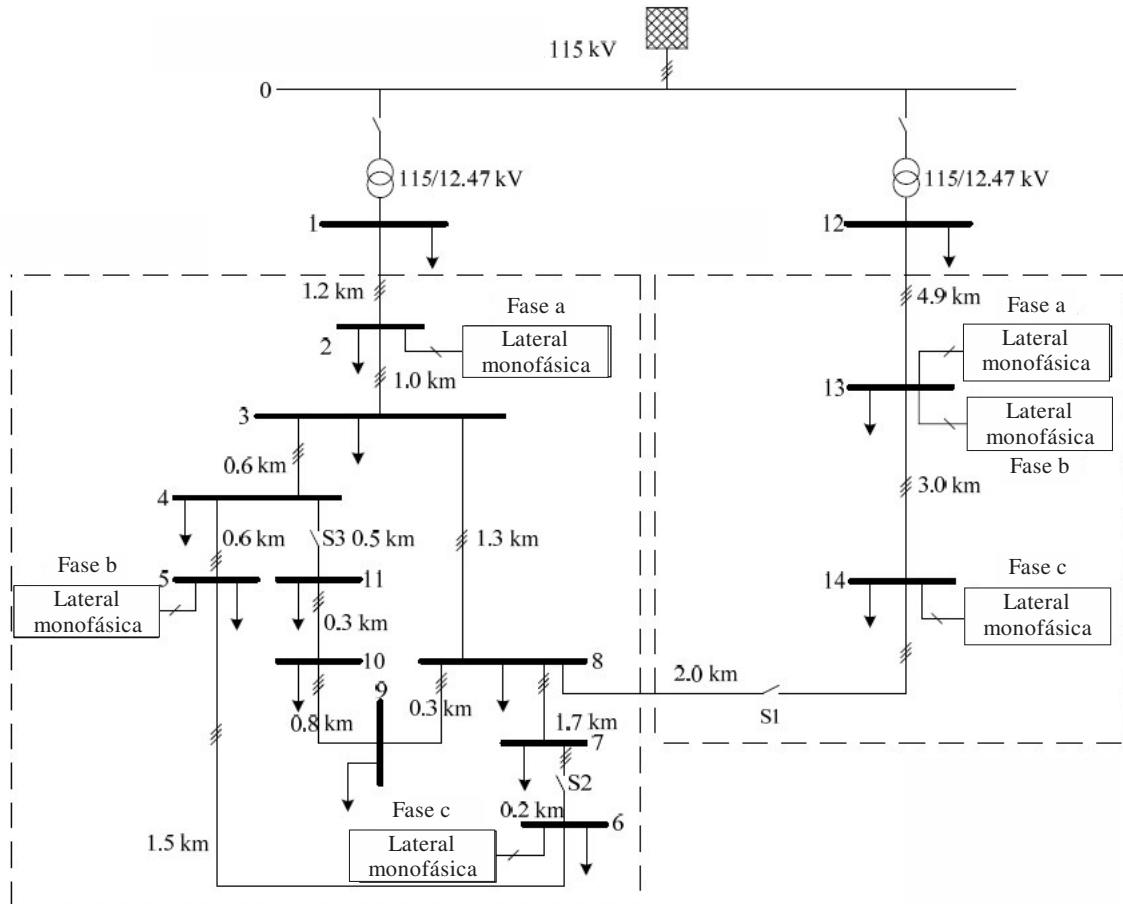 115 kV
0
115/12.47 kV
115/12.47 kV
1
12
1.2 km
4.9 km
Fase a
Lateral
monofásica
2
1.0 km
Fase a
Lateral
monofásica
13
Lateral
monofásica
Fase b
3
0.6 km
3.0 km
4
0.6 km
S3 0.5 km
1.3 km
Fase b
Lateral
monofásica
5
11
0.3 km
14
Fase c
Lateral
monofásica
10
8
9
0.8 km
0.3 km
2.0 km
S1
1.7 km
7
S2
0.2 km
Fase c
Lateral
monofásica
6
1.5 km